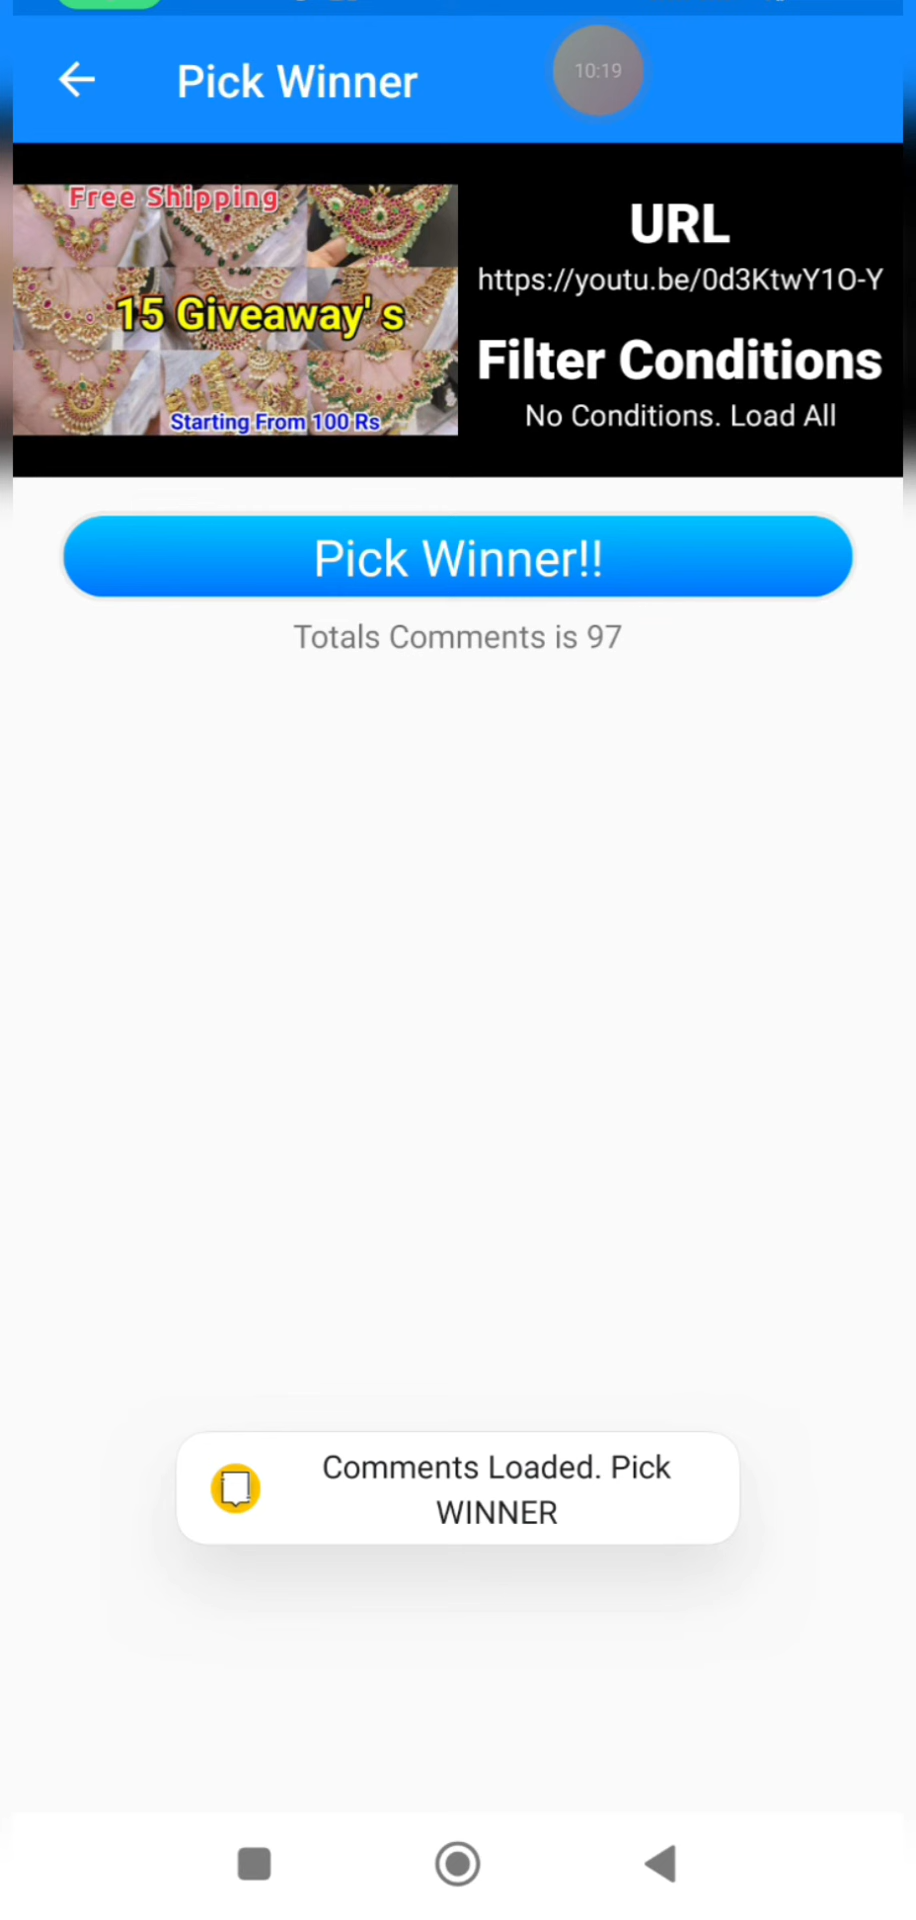 Pick Winner
10:19
Free Shipping
15 Giveaway's
Starting From 100 Rs
URL
https://youtu.be/0d3KtwY1O-Y
Filter Conditions
No Conditions. Load All
Pick Winner!!
Totals Comments is 97
Comments Loaded. Pick
WINNER